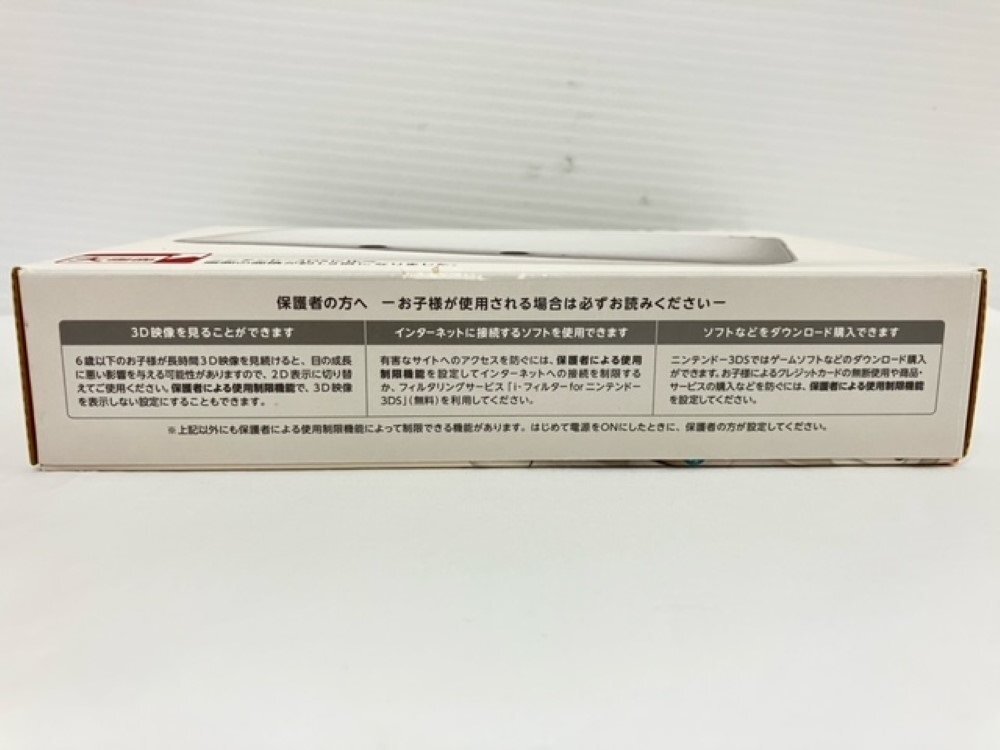 保護者の方へ ーお子様が使用される場合は必ずお読みくださいー
3D映像を見ることができます
6歳以下のお子様が長時間3D映像を見続けると、目の成長
に悪い影響を与える可能性がありますので、2D表示に切り替
えてご使用ください。保護者による使用制限機能で、3D映像
を表示しない設定にすることもできます。
インターネットに接続するソフトを使用できます
有害なサイトへのアクセスを防ぐには、保護者による使用
制限機能を設定してインターネットへの接続を制限する
か、フィルタリングサービス「i-フィルター for ニンテンドー
3DS」(無料)を利用してください。
ソフトなどをダウンロード購入できます
ニンテンドー3DSではゲームソフトなどのダウンロード購入
ができます。お子様によるクレジットカードの無断使用や商品・
サービスの購入などを防ぐには、保護者による使用制限機能
を設定してください。
※上記以外にも保護者による使用制限機能によって制限できる機能があります。はじめて電源をONにしたときに、保護者の方が設定してください。